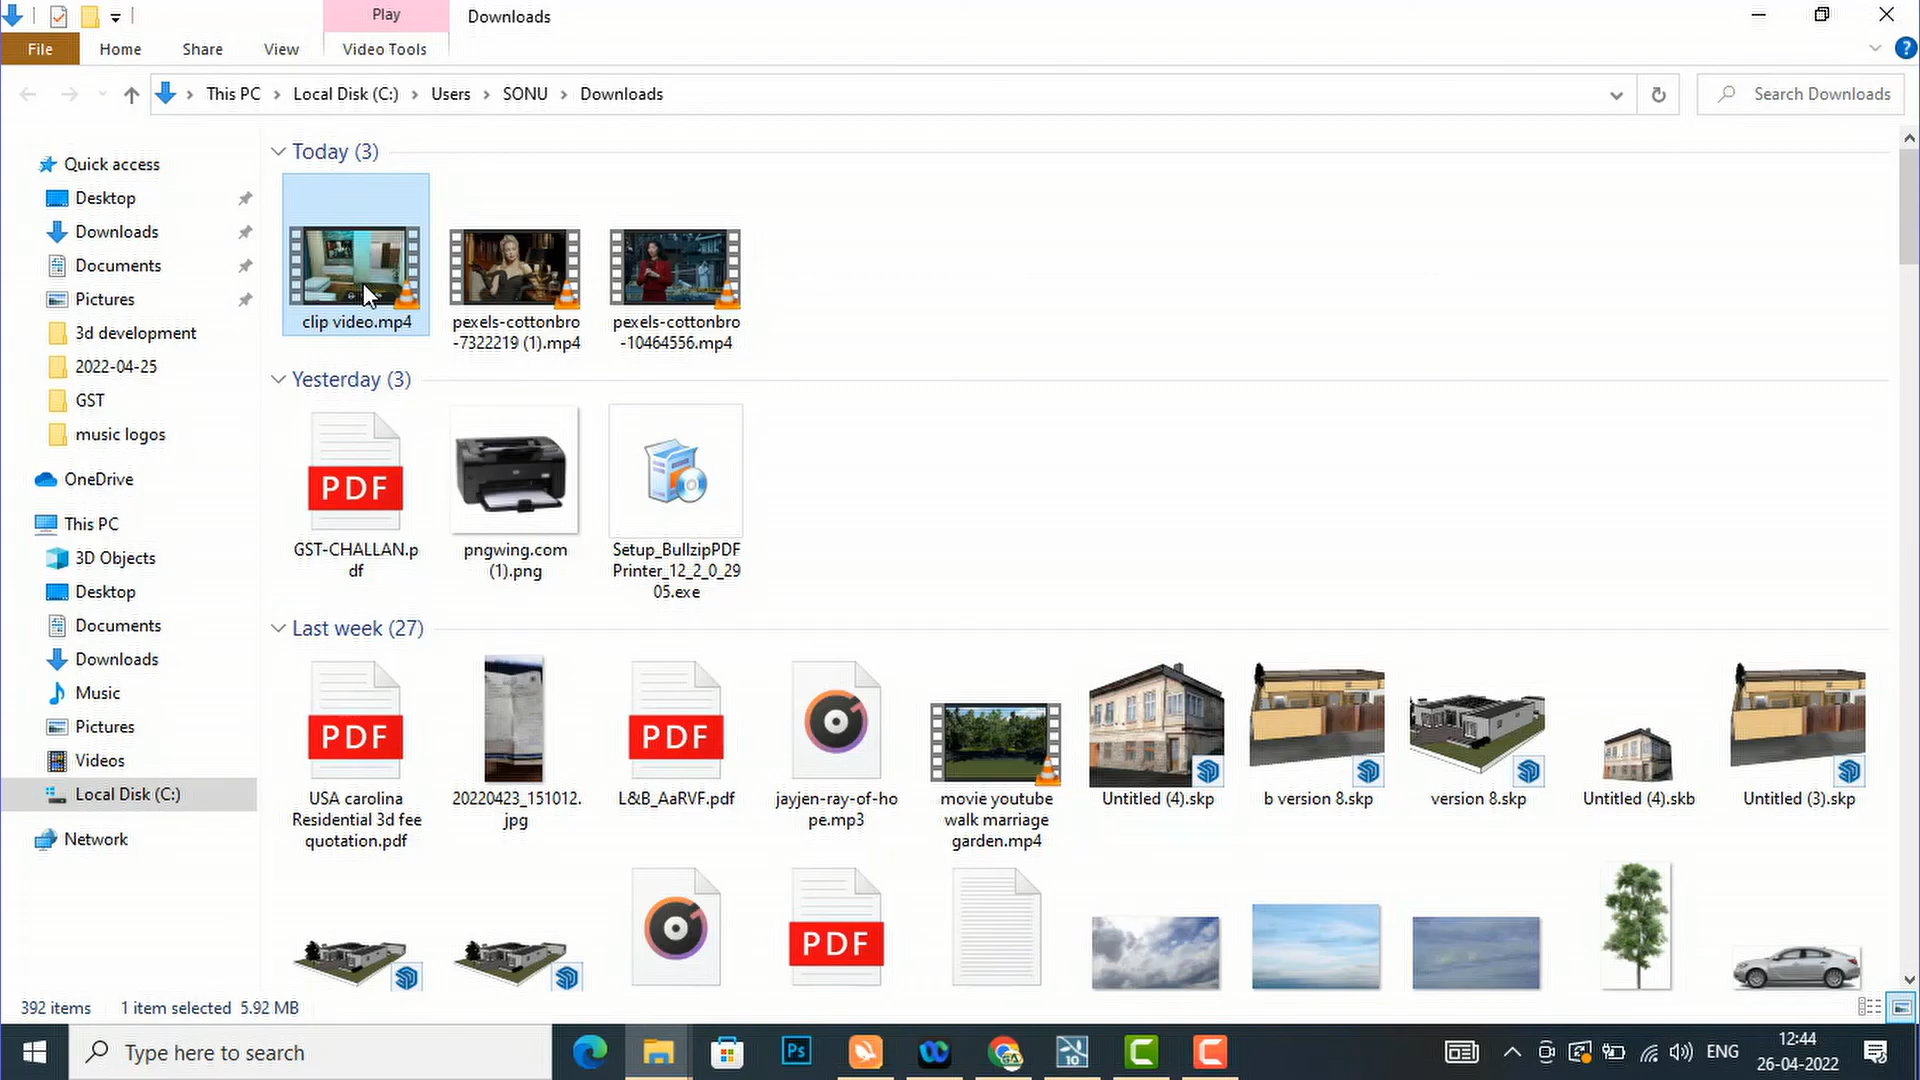 Play
Downloads
File
Home
Share
View
Video Tools
This PC
Local Disk (C:)
Users
SONU
Downloads
Search Downloads
Quick access
Desktop
Downloads
Documents
Pictures
3d development
2022-04-25
GST
music logos
OneDrive
This PC
3D Objects
Desktop
Documents
Downloads
Music
Pictures
Videos
Local Disk (C:)
Network
Today (3)
clip video.mp4
pexels-cottonbro
-7322219 (1).mp4
pexels-cottonbro
-10464556.mp4
Yesterday (3)
PDF
GST-CHALLAN.p
df
pngwing.com
(1).png
Setup_BullzipPDF
Printer_12_2_0_29
05.exe
Last week (27)
PDF
USA carolina
Residential 3d fee
quotation.pdf
20220423_151012.
jpg
PDF
L&B_AaRVF.pdf
jayjen-ray-of-ho
pe.mp3
movie youtube
walk marriage
garden.mp4
Untitled (4).skp
b version 8.skp
version 8.skp
Untitled (4).skb
Untitled (3).skp
PDF
392 items
1 item selected 5.92 MB
Type here to search
Ps
10
ENG
12:44
26-04-2022